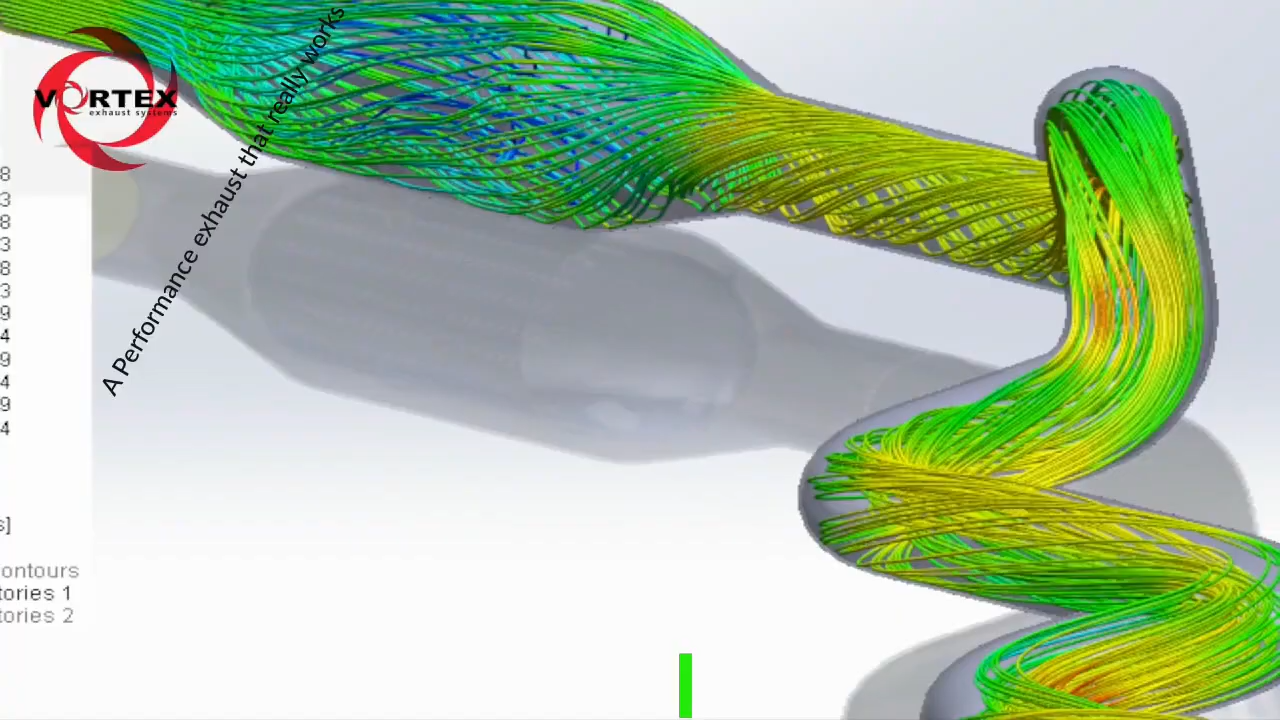 VORTEX
exhaust systems
A Performance exhaust that really works
8
3
8
3
8
3
9
4
9
4
9
4
s]
ontours
tories 1
tories 2